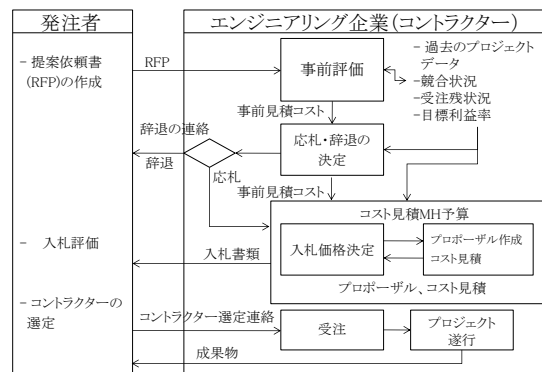 発注者
エンジニアリング企業(コントラクター)
- 提案依頼書
(RFP)の作成
RFP
事前評価
- 過去のプロジェクト
データ
-競合状況
-受注残状況
-目標利益率
事前見積コスト
辞退の連絡
辞退
応札
応札・辞退の
決定
事前見積コスト
コスト見積MH予算
- 入札評価
入札書類
入札価格決定
プロポーザル作成
コスト見積
プロポーザル、コスト見積
-コントラクターの
選定
コントラクター選定連絡
受注
プロジェクト
遂行
成果物